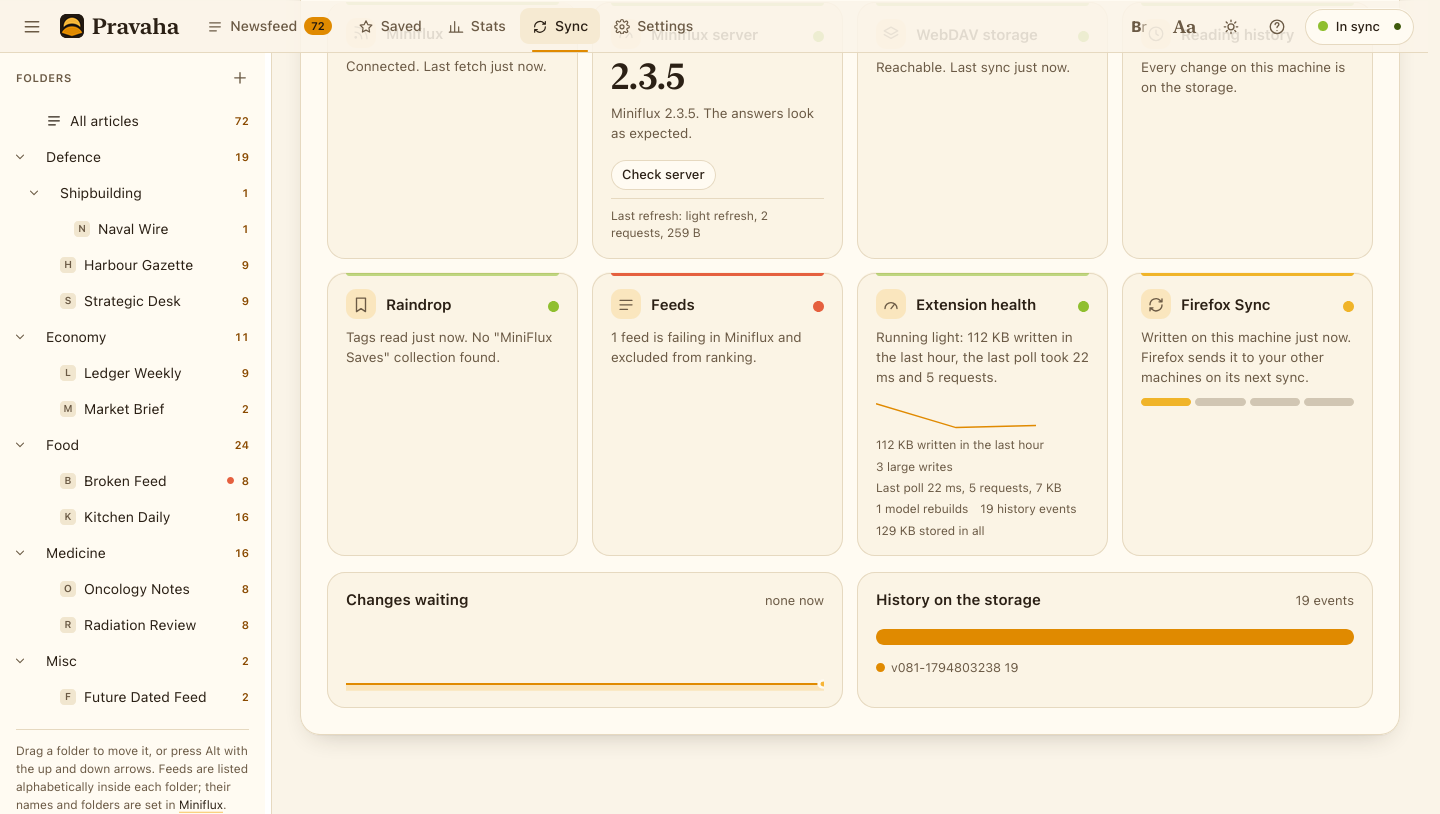 Pravaha
Newsfeed 72
Saved
Stats
Sync
Settings
Br
Aa
In sync
FOLDERS
All articles 72
Defence 19
Shipbuilding 1
N Naval Wire 1
H Harbour Gazette 9
S Strategic Desk 9
Economy 11
L Ledger Weekly 9
M Market Brief 2
Food 24
B Broken Feed 8
K Kitchen Daily 16
Medicine 16
O Oncology Notes 8
R Radiation Review 8
Misc 2
F Future Dated Feed 2
Drag a folder to move it, or press Alt with
the up and down arrows. Feeds are listed
alphabetically inside each folder; their
names and folders are set in Miniflux.
Miniflux
Connected. Last fetch just now.
Miniflux server
2.3.5
Miniflux 2.3.5. The answers look
as expected.
Check server
Last refresh: light refresh, 2
requests, 259 B
WebDAV storage
Reachable. Last sync just now.
Reading history
Every change on this machine is
on the storage.
Raindrop
Tags read just now. No "MiniFlux
Saves" collection found.
Feeds
1 feed is failing in Miniflux and
excluded from ranking.
Extension health
Running light: 112 KB written in
the last hour, the last poll took 22
ms and 5 requests.
112 KB written in the last hour
3 large writes
Last poll 22 ms, 5 requests, 7 KB
1 model rebuilds 19 history events
129 KB stored in all
Firefox Sync
Written on this machine just now.
Firefox sends it to your other
machines on its next sync.
Changes waiting none now
History on the storage 19 events
v081-1794803238 19